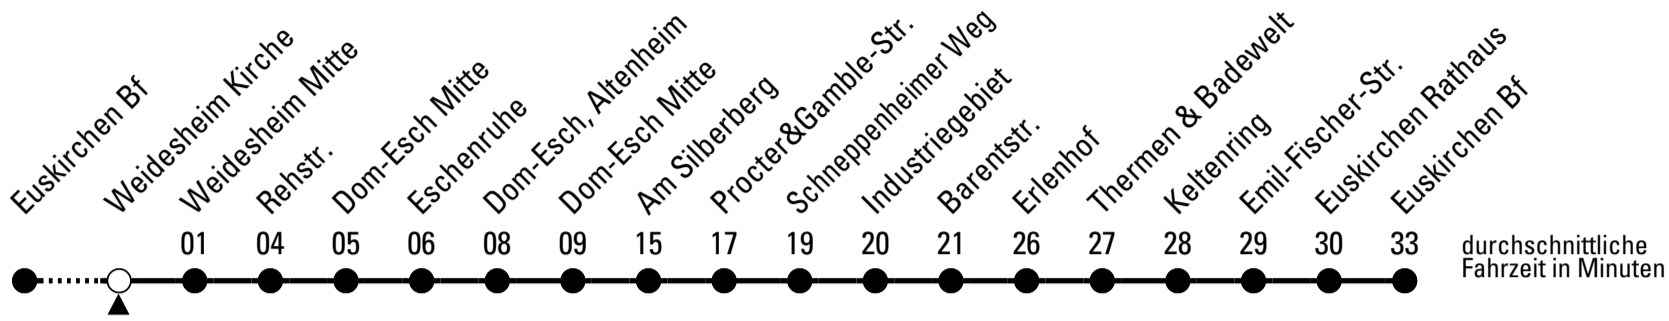 Euskirchen Bf
Weidesheim Kirche
Weidesheim Mitte
Rehstr.
Dom-Esch Mitte
Eschenruhe
Dom-Esch, Altenheim
Dom-Esch Mitte
Am Silberberg
Procter&Gamble-Str.
Schneppenheimer Weg
Industriegebiet
Barentstr.
Erlenhof
Thermen & Badewelt
Keltenring
Emil-Fischer-Str.
Euskirchen Rathaus
Euskirchen Bf
01 04 05 06 08 09 15 17 19 20 21 26 27 28 29 30 33
durchschnittliche
Fahrzeit in Minuten